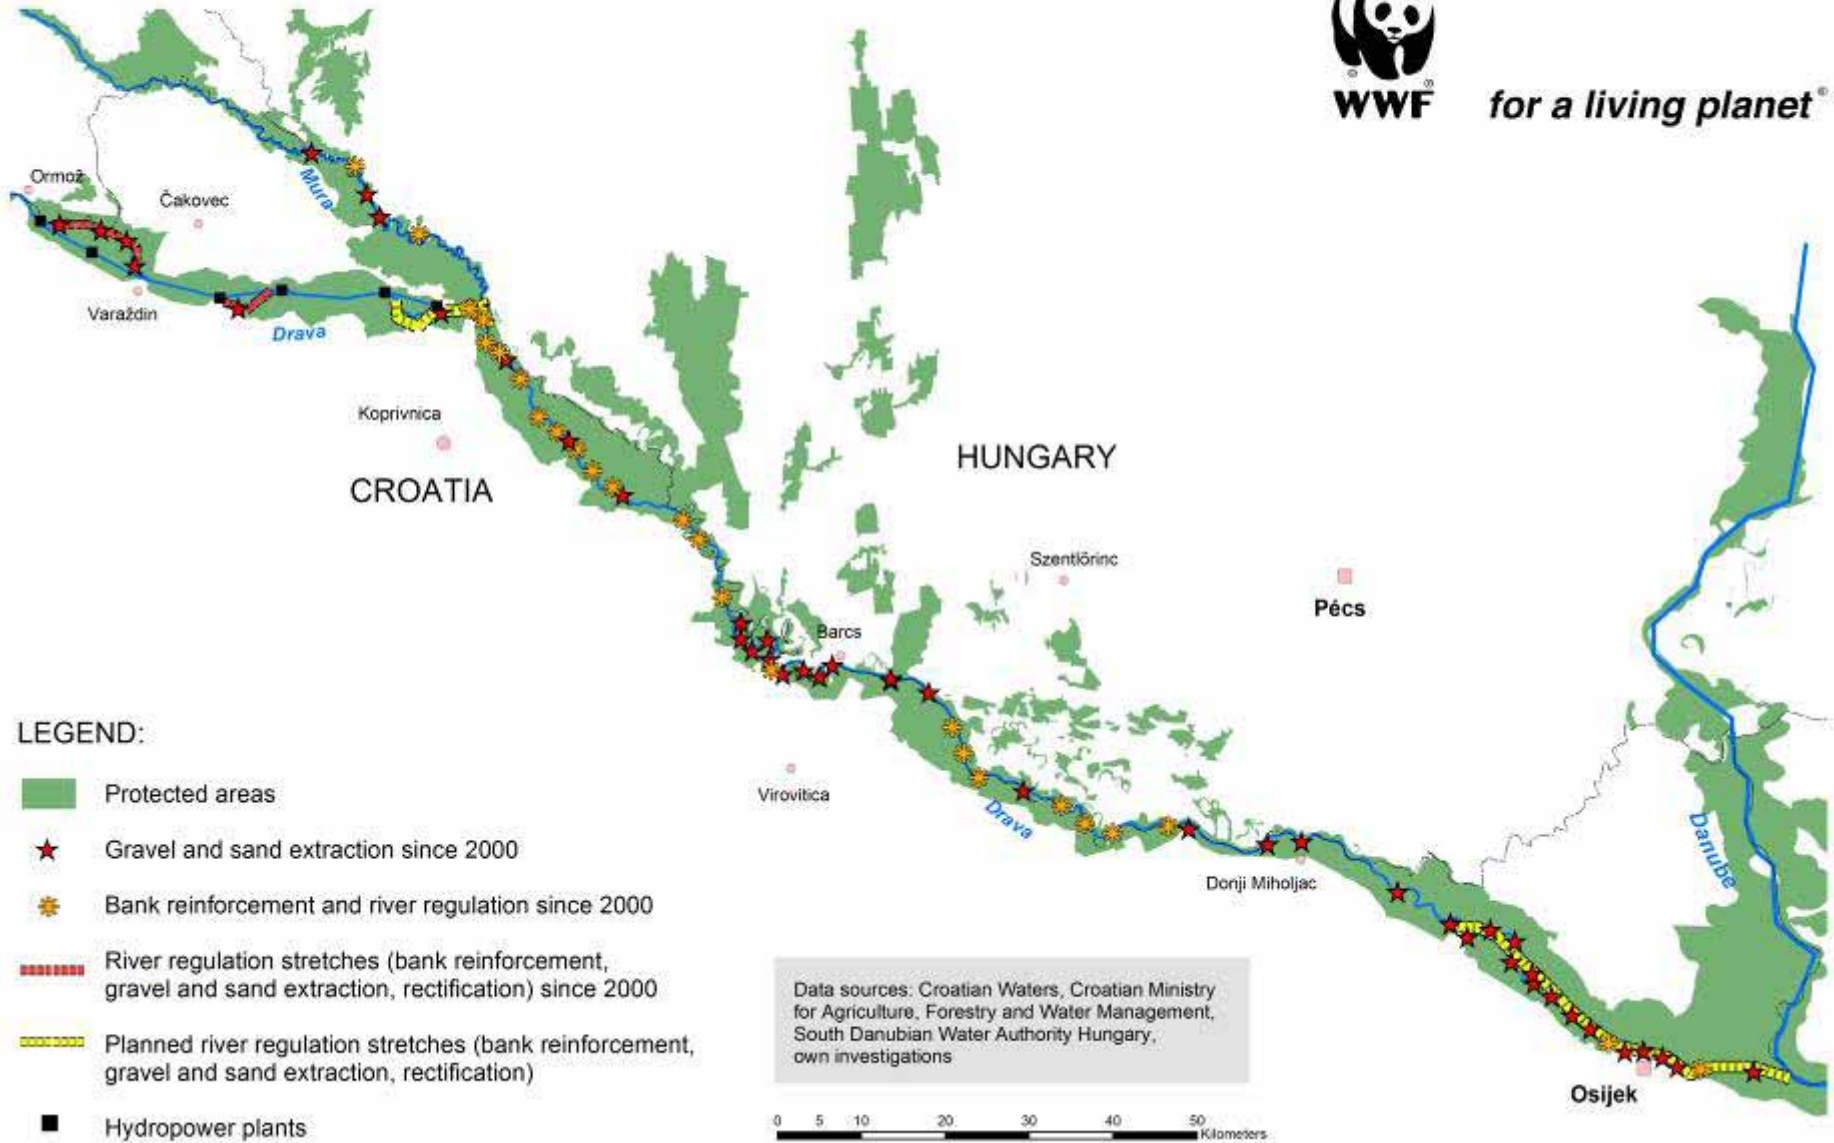 WWF
for a living planet®
Ormož
Čakovec
Mura
Varaždin
Drava
Koprivnica
CROATIA
HUNGARY
Szentlőrinc
Pécs
Barcs
Virovitica
Drava
Donji Miholjac
Danube
Osijek
LEGEND:
Protected areas
Gravel and sand extraction since 2000
Bank reinforcement and river regulation since 2000
River regulation stretches (bank reinforcement,
gravel and sand extraction, rectification) since 2000
Planned river regulation stretches (bank reinforcement,
gravel and sand extraction, rectification)
Hydropower plants
Data sources: Croatian Waters, Croatian Ministry
for Agriculture, Forestry and Water Management,
South Danubian Water Authority Hungary,
own investigations
0 5 10 20 30 40 50
Kilometers